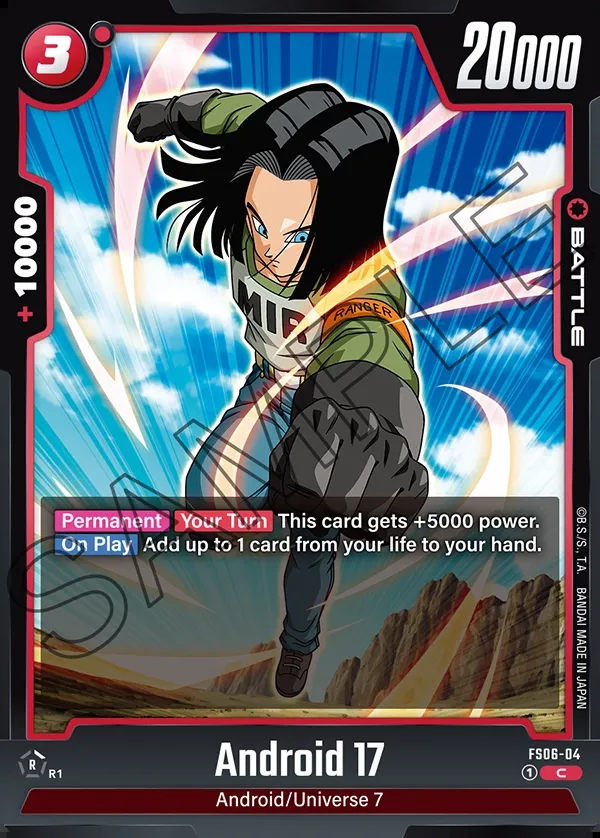 3
20000
+ 10000
BATTLE
MIR
RANGER
SAMPLE
Permanent Your Turn This card gets +5000 power.
On Play Add up to 1 card from your life to your hand.
©B.S./S., T.A. BANDAI MADE IN JAPAN
R R1
Android 17
FS06-04
1 C
Android/Universe 7